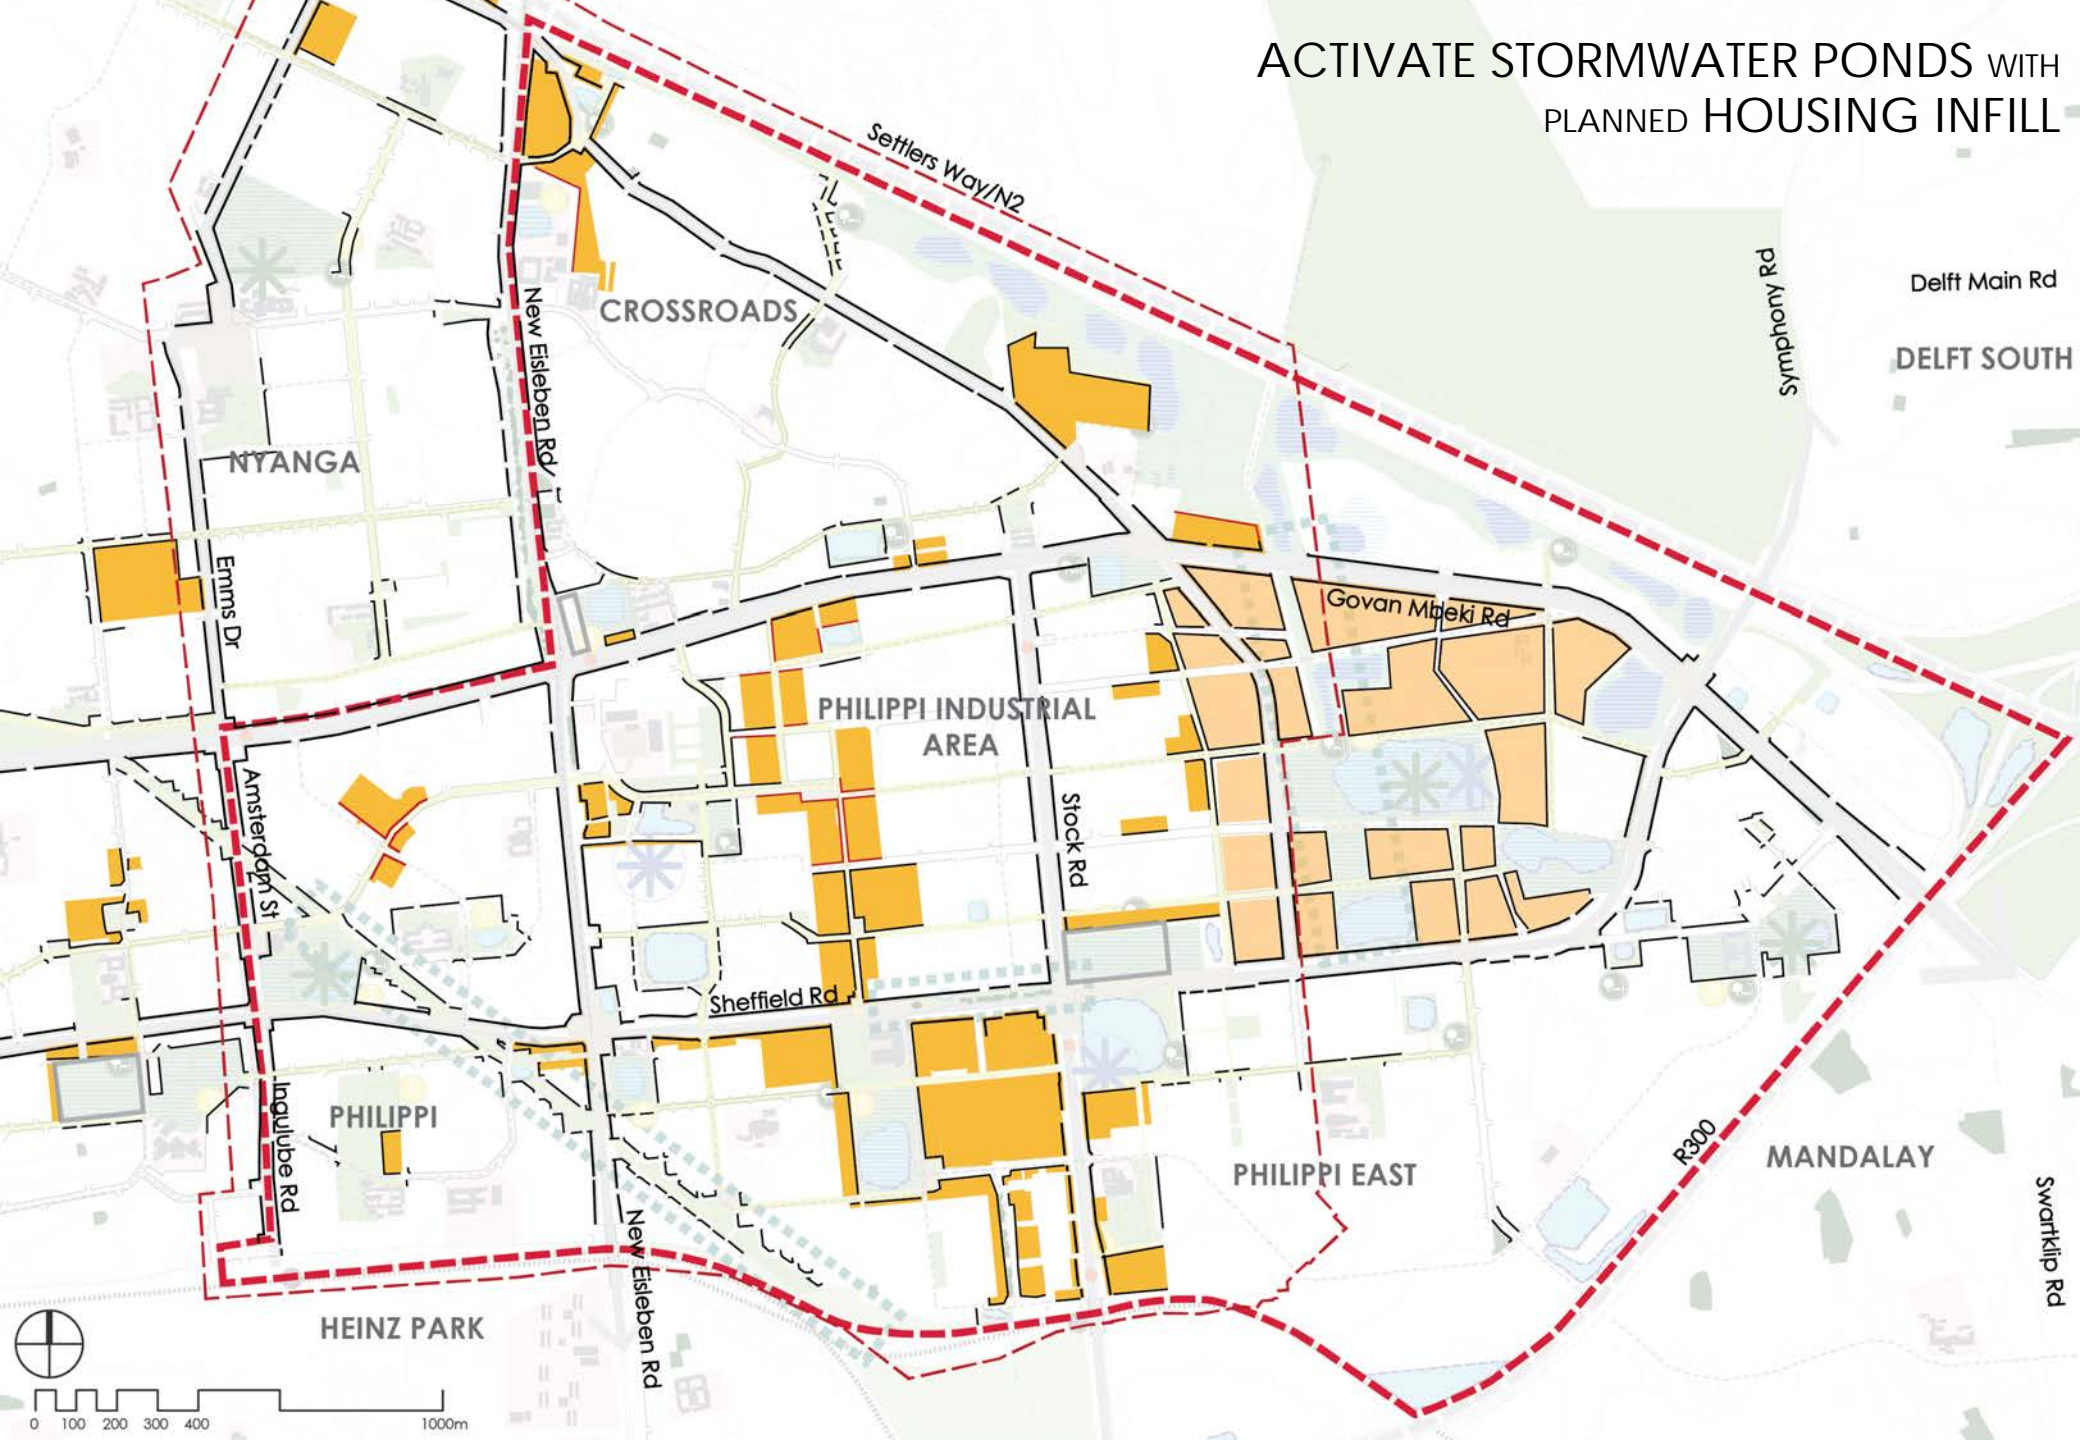 ACTIVATE STORMWATER PONDS WITH
PLANNED HOUSING INFILL
Settlers Way/N2
Symphony Rd
Delft Main Rd
DELFT SOUTH
CROSSROADS
New Eisleben Rd
NYANGA
Emms Dr
Govan Mbeki Rd
PHILIPPI INDUSTRIAL
AREA
Amsterdam St
Stock Rd
Sheffield Rd
PHILIPPI
Ingulube Rd
PHILIPPI EAST
R300
MANDALAY
Swartklip Rd
New Eisleben Rd
HEINZ PARK
0 100 200 300 400 1000m